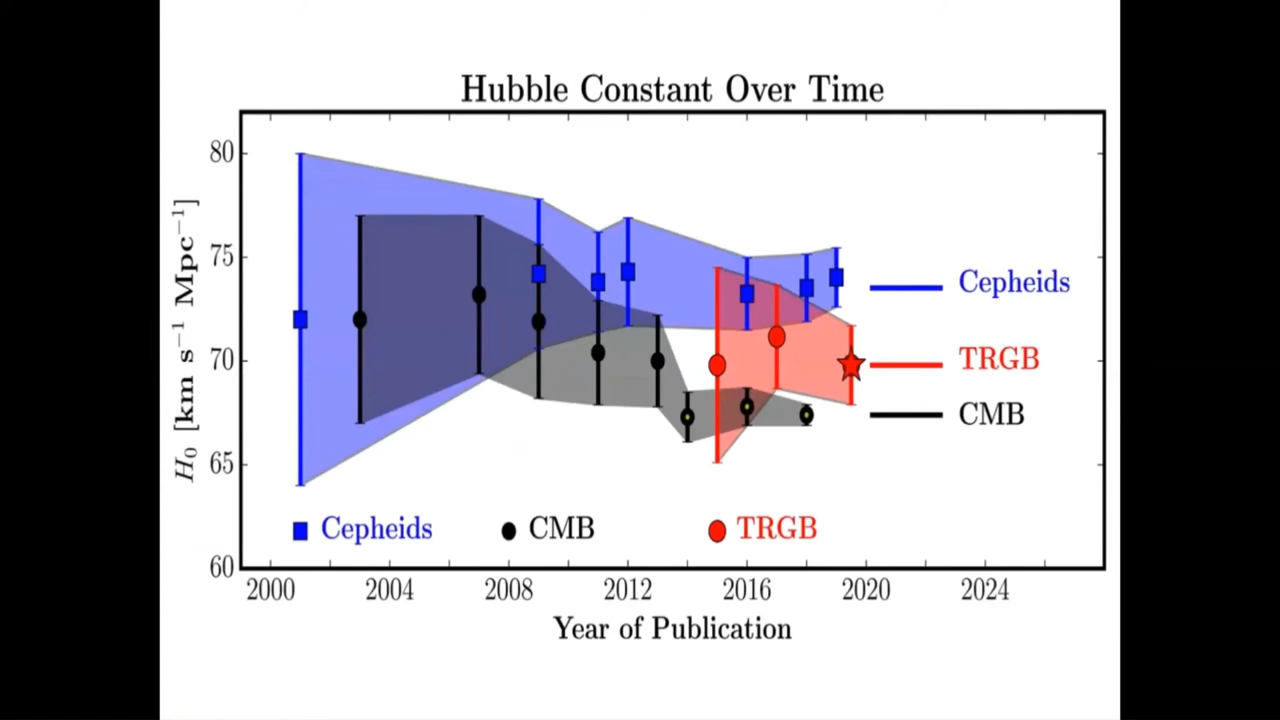 Hubble Constant Over Time
80
75
70
65
60
H₀ [km s⁻¹ Mpc⁻¹]
Cepheids
TRGB
CMB
Cepheids CMB TRGB
2000 2004 2008 2012 2016 2020 2024
Year of Publication